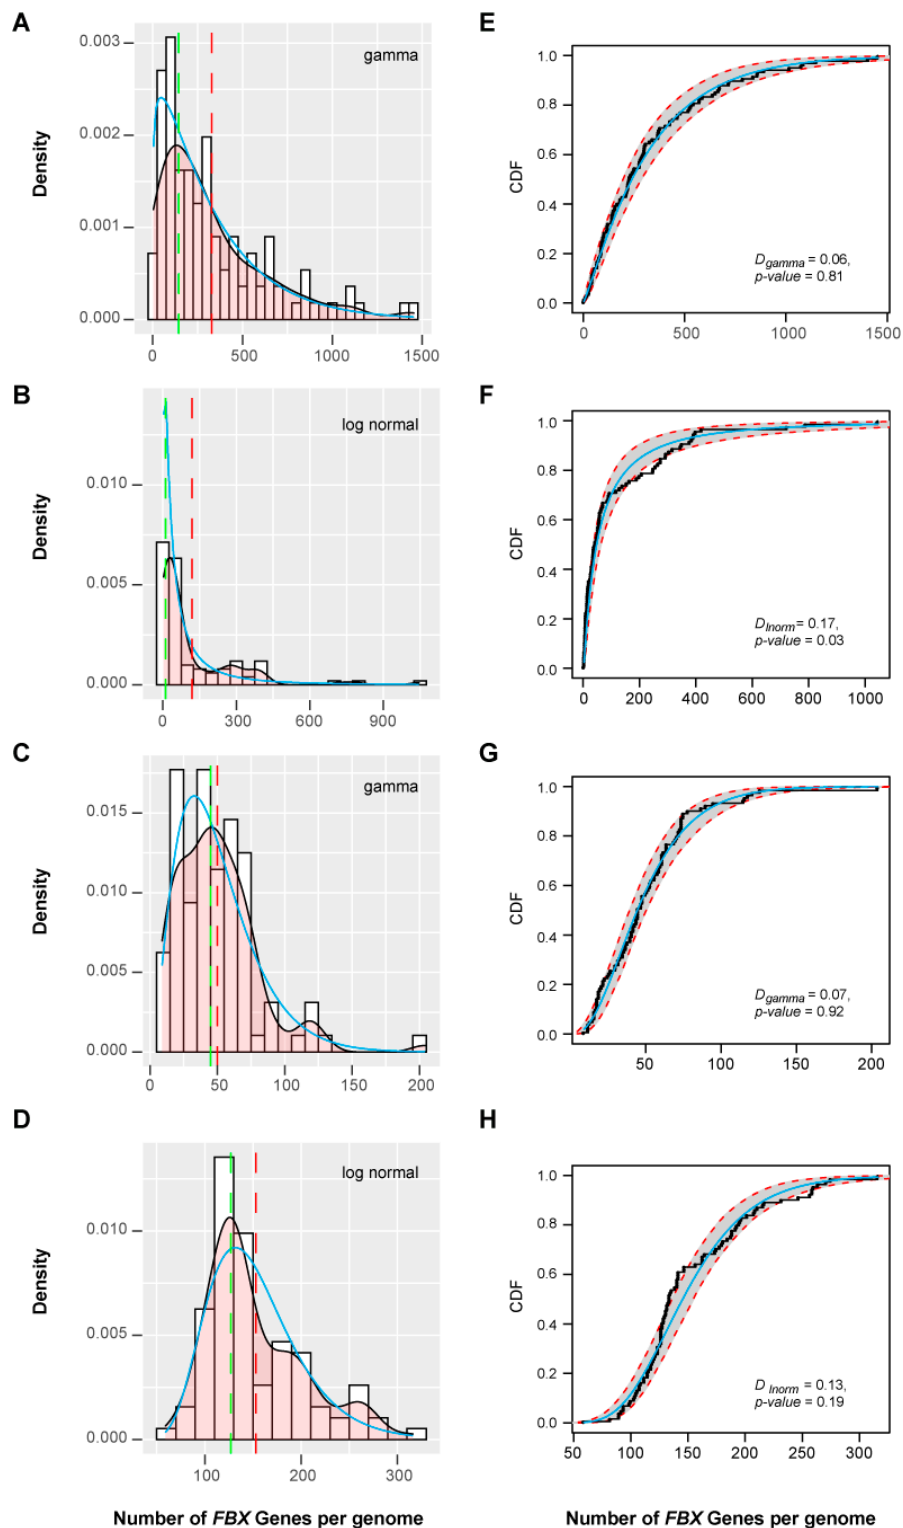 A
gamma
Density
0.003
0.002
0.001
0.000
0 500 1000 1500
E
CDF
1.0
0.8
0.6
0.4
0.2
0.0
D gamma = 0.06,
p-value = 0.81
0 500 1000 1500
B
log normal
Density
0.010
0.005
0.000
0 300 600 900
F
CDF
1.0
0.8
0.6
0.4
0.2
0.0
D lnorm = 0.17,
p-value = 0.03
0 200 400 600 800 1000
C
gamma
Density
0.015
0.010
0.005
0.000
0 50 100 150 200
G
CDF
1.0
0.8
0.6
0.4
0.2
0.0
D gamma = 0.07,
p-value = 0.92
50 100 150 200
D
log normal
Density
0.010
0.005
0.000
100 200 300
Number of FBX Genes per genome
H
CDF
1.0
0.8
0.6
0.4
0.2
0.0
D lnorm = 0.13,
p-value = 0.19
50 100 150 200 250 300
Number of FBX Genes per genome